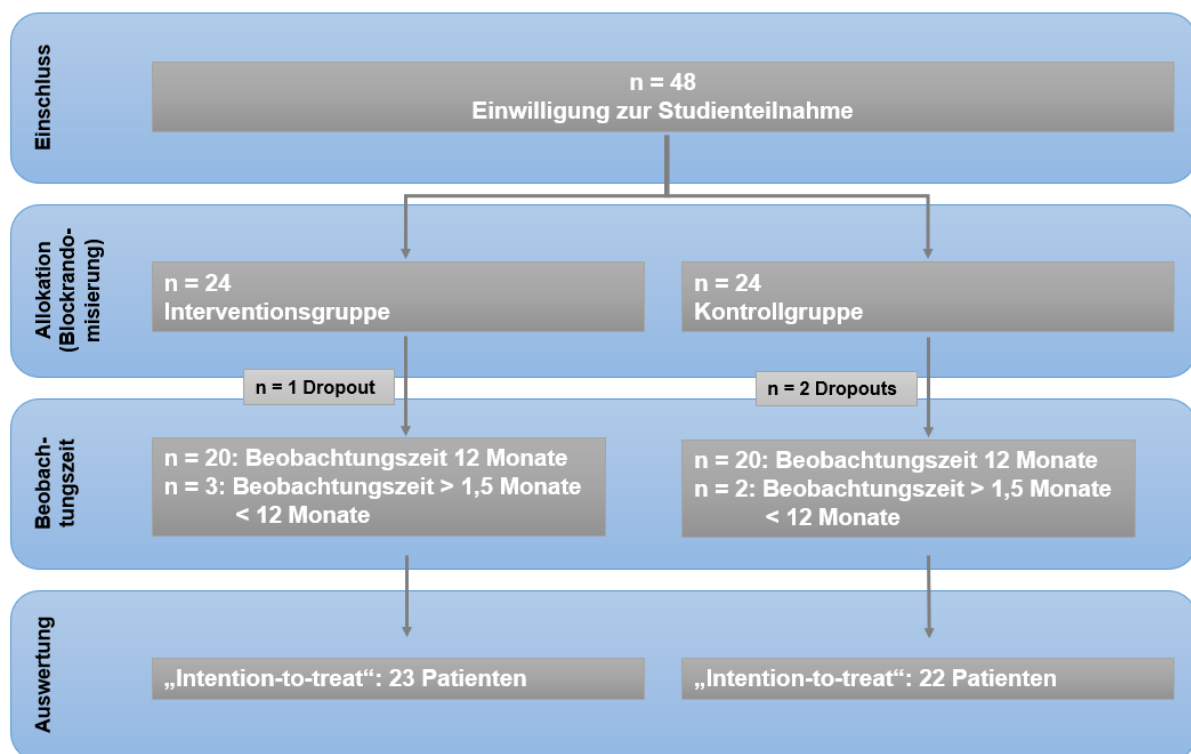 Einschluss
n = 48
Einwilligung zur Studienteilnahme
Allokation
(Blockrando-
misierung)
n = 24
Interventionsgruppe
n = 24
Kontrollgruppe
n = 1 Dropout
n = 2 Dropouts
Beobach-
tungszeit
n = 20: Beobachtungszeit 12 Monate
n = 3: Beobachtungszeit > 1,5 Monate
< 12 Monate
n = 20: Beobachtungszeit 12 Monate
n = 2: Beobachtungszeit > 1,5 Monate
< 12 Monate
Auswertung
„Intention-to-treat“: 23 Patienten
„Intention-to-treat“: 22 Patienten